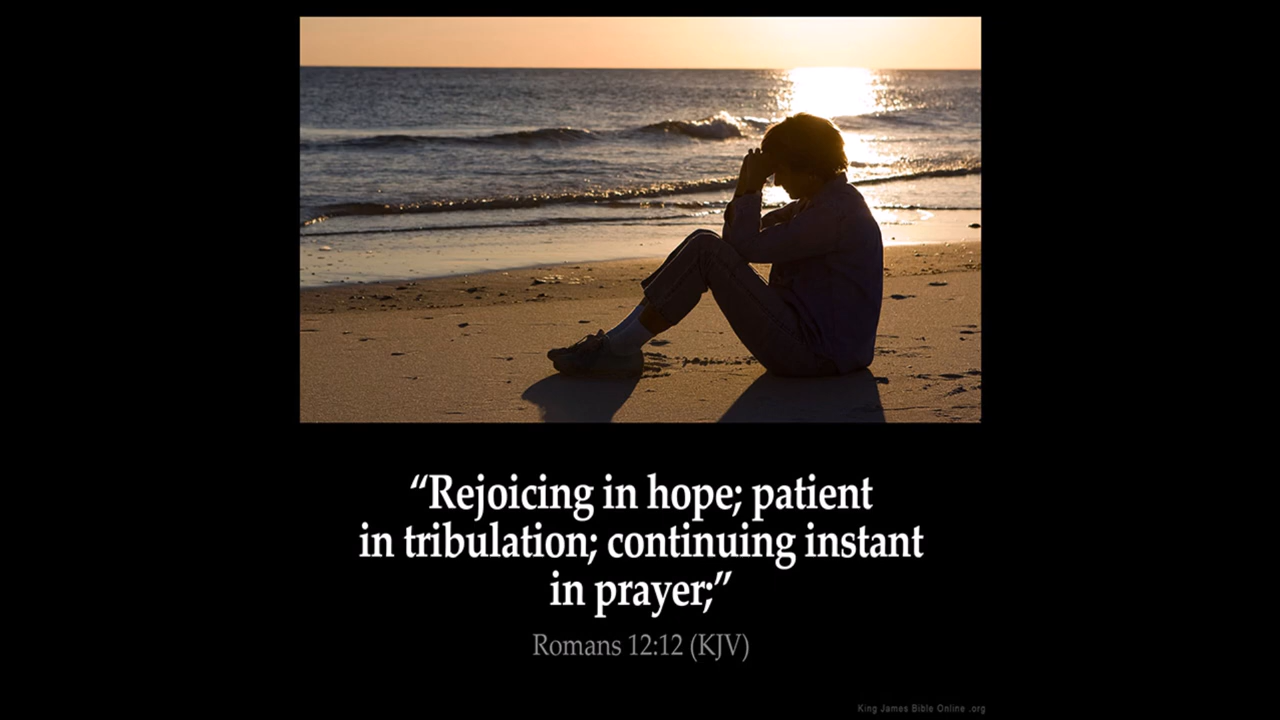 “Rejoicing in hope; patient
in tribulation; continuing instant
in prayer;”
Romans 12:12 (KJV)
King James Bible Online .org